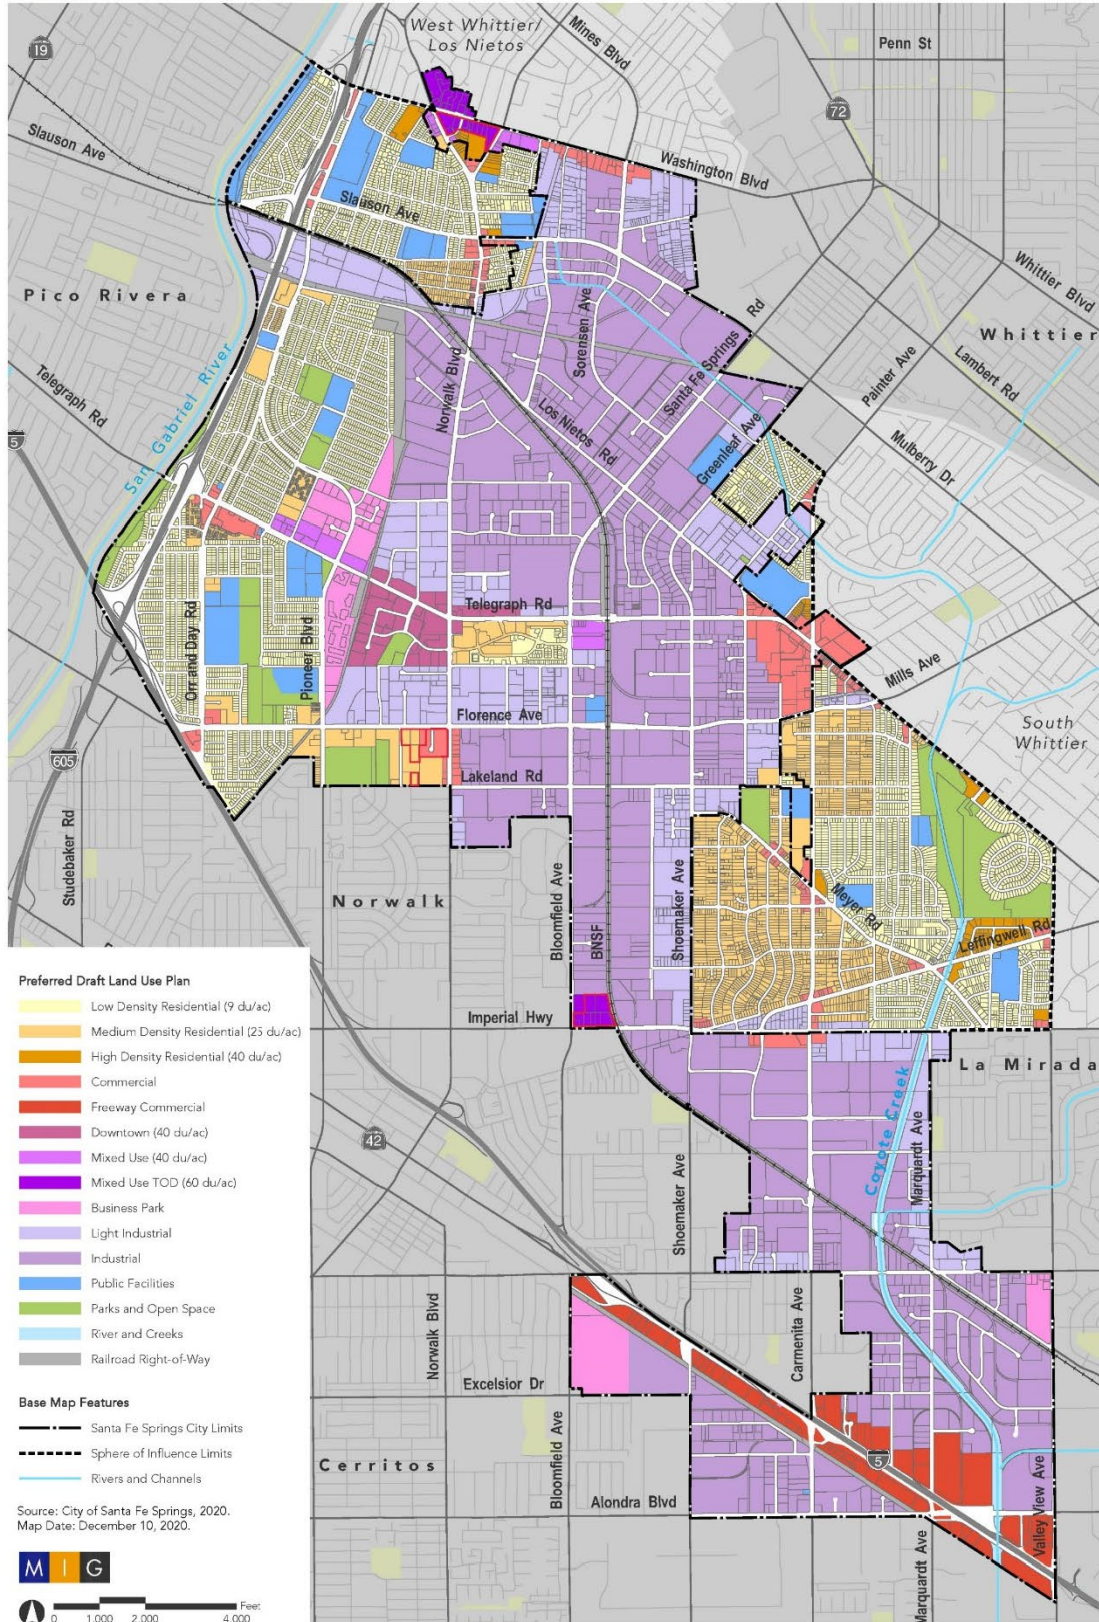 West Whittier/
Los Nietos
Mines Blvd
Penn St
19
72
Slauson Ave
Washington Blvd
Slauson Ave
Whittier Blvd
Pico Rivera
Whittier
Sorensen Ave
Santa Fe Springs Rd
Painter Ave
Lambert Rd
San Gabriel River
Norwalk Blvd
Telegraph Rd
Los Nietos Rd
Greenleaf Ave
Mulberry Dr
5
Telegraph Rd
Orr and Day Rd
Pioneer Blvd
Mills Ave
Florence Ave
South
Whittier
605
Lakeland Rd
Studebaker Rd
Norwalk
Bloomfield Ave
BNSF
Shoemaker Ave
Meyer Rd
Leffingwell Rd
Imperial Hwy
La Mirada
Coyote Creek
42
Marquardt Ave
Shoemaker Ave
Norwalk Blvd
Carmenita Ave
Excelsior Dr
Cerritos
Bloomfield Ave
5
Alondra Blvd
Valley View Ave
Marquardt Ave
Preferred Draft Land Use Plan
Low Density Residential (9 du/ac)
Medium Density Residential (25 du/ac)
High Density Residential (40 du/ac)
Commercial
Freeway Commercial
Downtown (40 du/ac)
Mixed Use (40 du/ac)
Mixed Use TOD (60 du/ac)
Business Park
Light Industrial
Industrial
Public Facilities
Parks and Open Space
River and Creeks
Railroad Right-of-Way
Base Map Features
Santa Fe Springs City Limits
Sphere of Influence Limits
Rivers and Channels
Source: City of Santa Fe Springs, 2020.
Map Date: December 10, 2020.
M I G
Feet
0 1,000 2,000 4,000